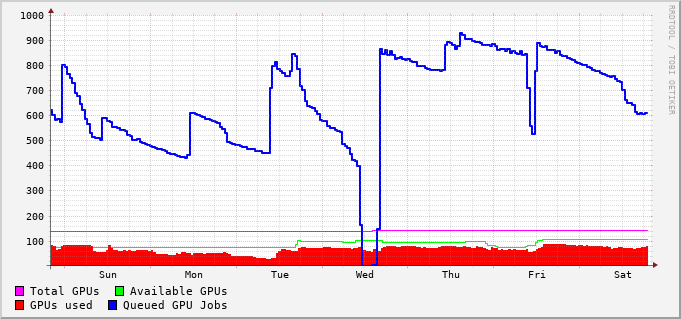 1000
900
800
700
600
500
400
300
200
100
Sun Mon Tue Wed Thu Fri Sat
Total GPUs Available GPUs
GPUs used Queued GPU Jobs
RRDTOOL / TOBI OETIKER